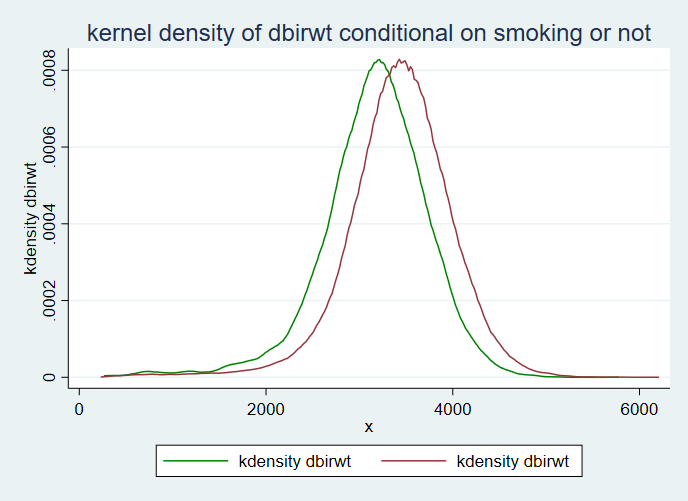 kernel density of dbirwt conditional on smoking or not
kdensity dbirwt
.0008
.0006
.0004
.0002
0
0 2000 4000 6000
x
kdensity dbirwt kdensity dbirwt